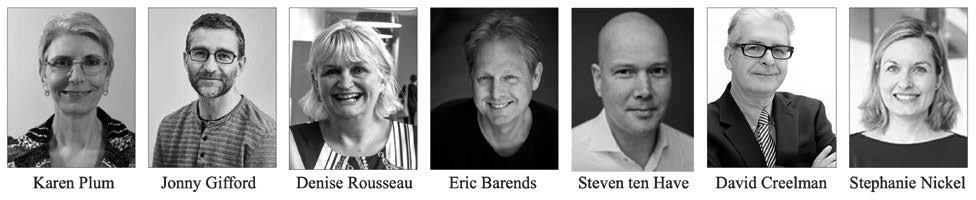 Karen Plum Jonny Gifford Denise Rousseau Eric Barends Steven ten Have David Creelman Stephanie Nickel